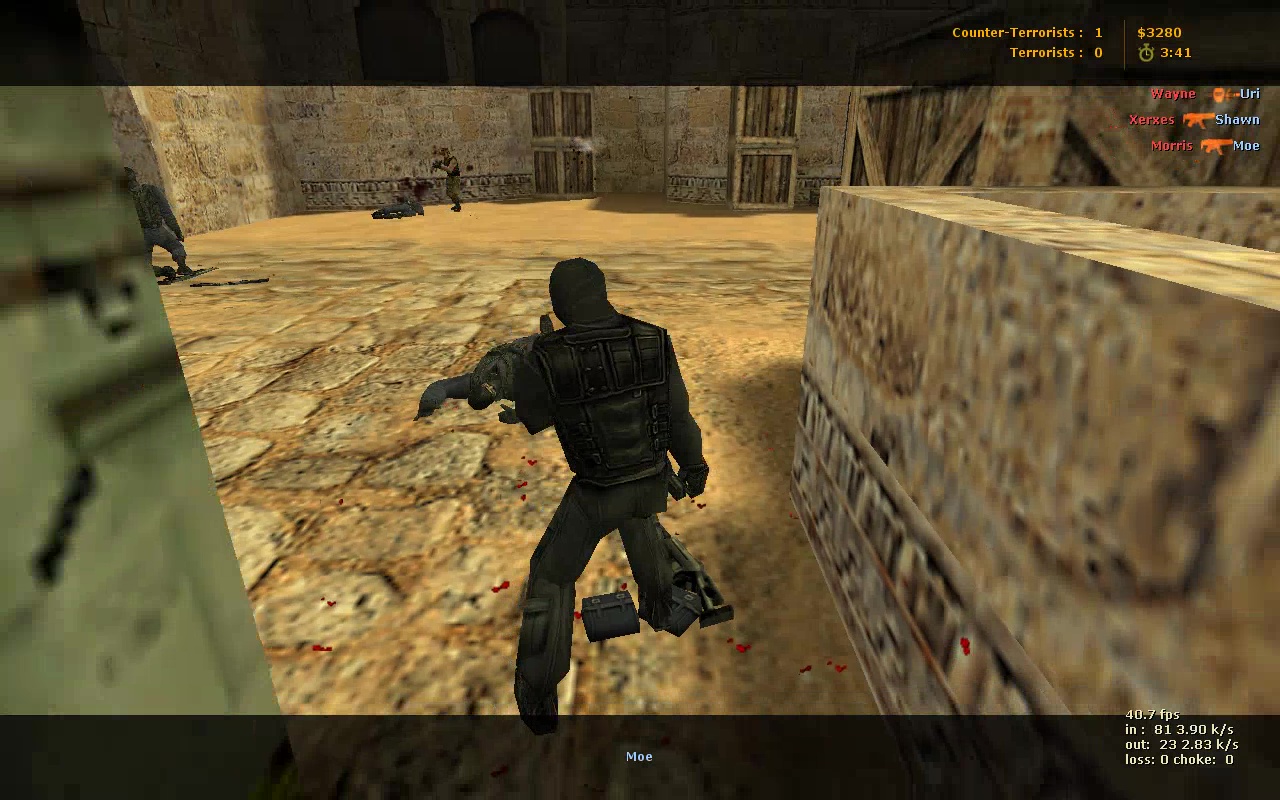 Counter-Terrorists : 1 $3280
Terrorists : 0 3:41
Wayne Uri
Xerxes Shawn
Morris Moe
Moe
40.7 fps
in : 81 3.90 k/s
out: 23 2.83 k/s
loss: 0 choke: 0